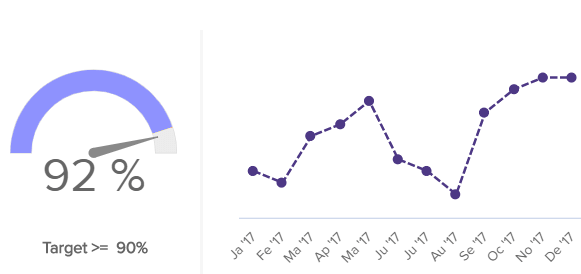 92 %
Target >= 90%
Ja '17
Fe '17
Ma '17
Ap '17
Ma '17
Ju '17
Ju '17
Au '17
Se '17
Oc '17
No '17
De '17